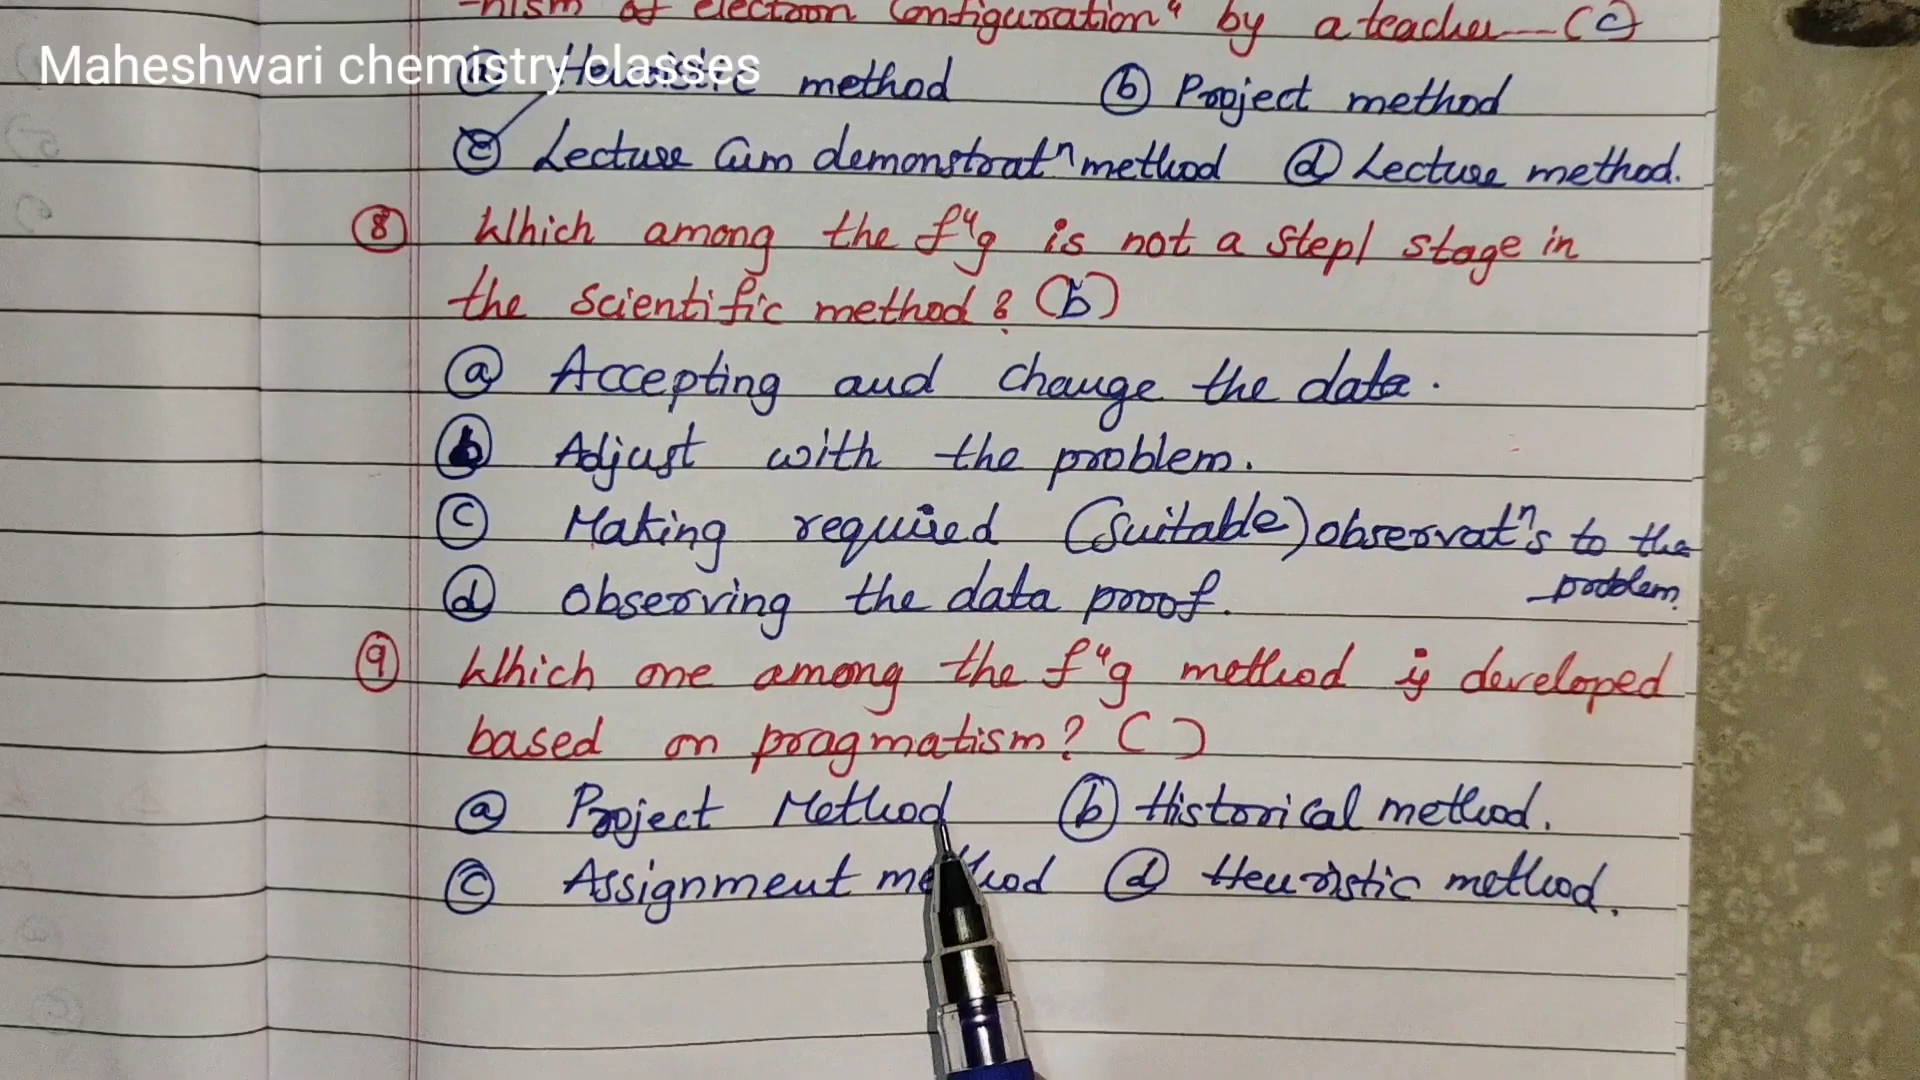 -nism of electron Configuration" by a teacher---(c)
Maheshwari chemistry classes
ⓐ Heuristic method ⓑ Project method
ⓒ Lecture Cum demonstratⁿ method ⓓ Lecture method.
⑧ Which among the f"g is not a step/ stage in
the scientific method? (b)
ⓐ Accepting and change the data.
ⓑ Adjust with the problem.
ⓒ Making required (suitable) observatⁿs to the
problem.
ⓓ Observing the data proof.
⑨ Which one among the f"g method is developed
based on pragmatism? ( )
ⓐ Project Method ⓑ Historical method.
ⓒ Assignment method ⓓ Heuristic method.